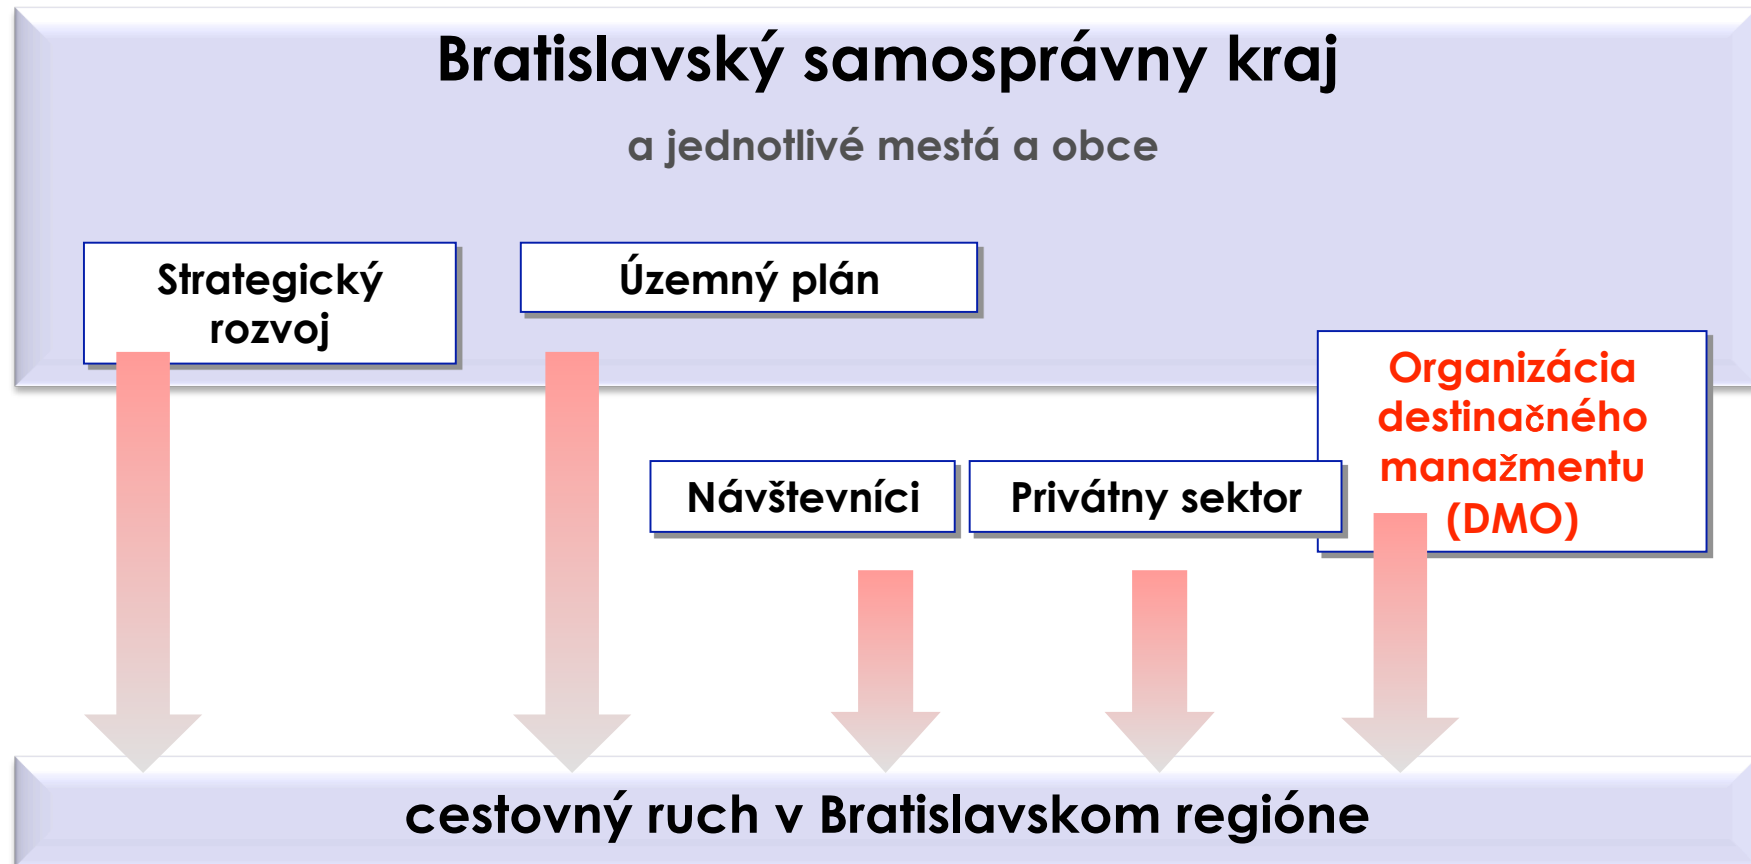 Bratislavský samosprávny kraj
a jednotlivé mestá a obce
Strategický
rozvoj
Územný plán
Organizácia
destinačného
manažmentu
(DMO)
Návštevníci
Privátny sektor
cestovný ruch v Bratislavskom regióne